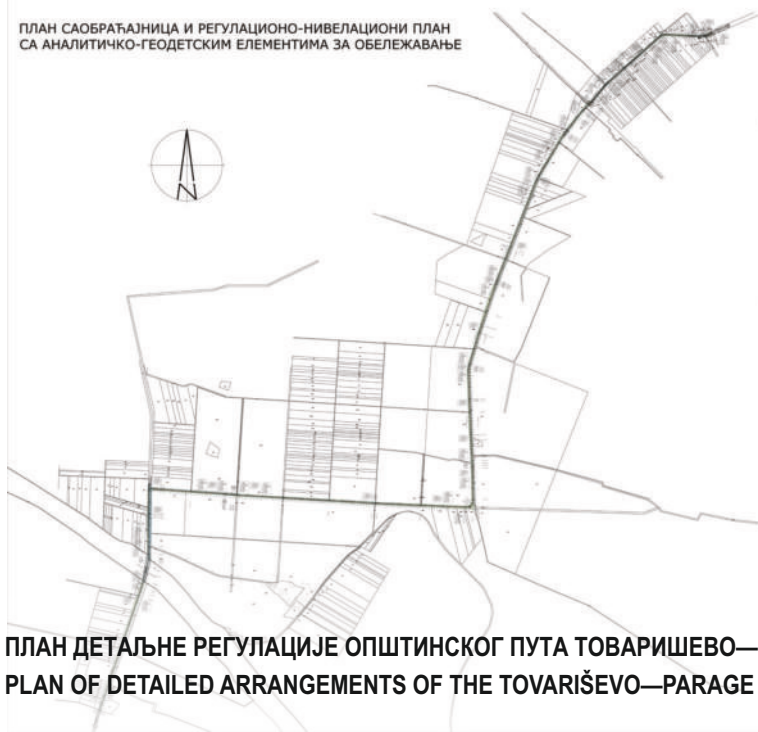 ПЛАН САОБРАЋАЈНИЦА И РЕГУЛАЦИОНО-НИВЕЛАЦИОНИ ПЛАН
СА АНАЛИТИЧКО-ГЕОДЕТСКИМ ЕЛЕМЕНТИМА ЗА ОБЕЛЕЖАВАЊЕ
N
ПЛАН ДЕТАЉНЕ РЕГУЛАЦИЈЕ ОПШТИНСКОГ ПУТА ТОВАРИШЕВО—
PLAN OF DETAILED ARRANGEMENTS OF THE TOVARIŠEVO—PARAGE